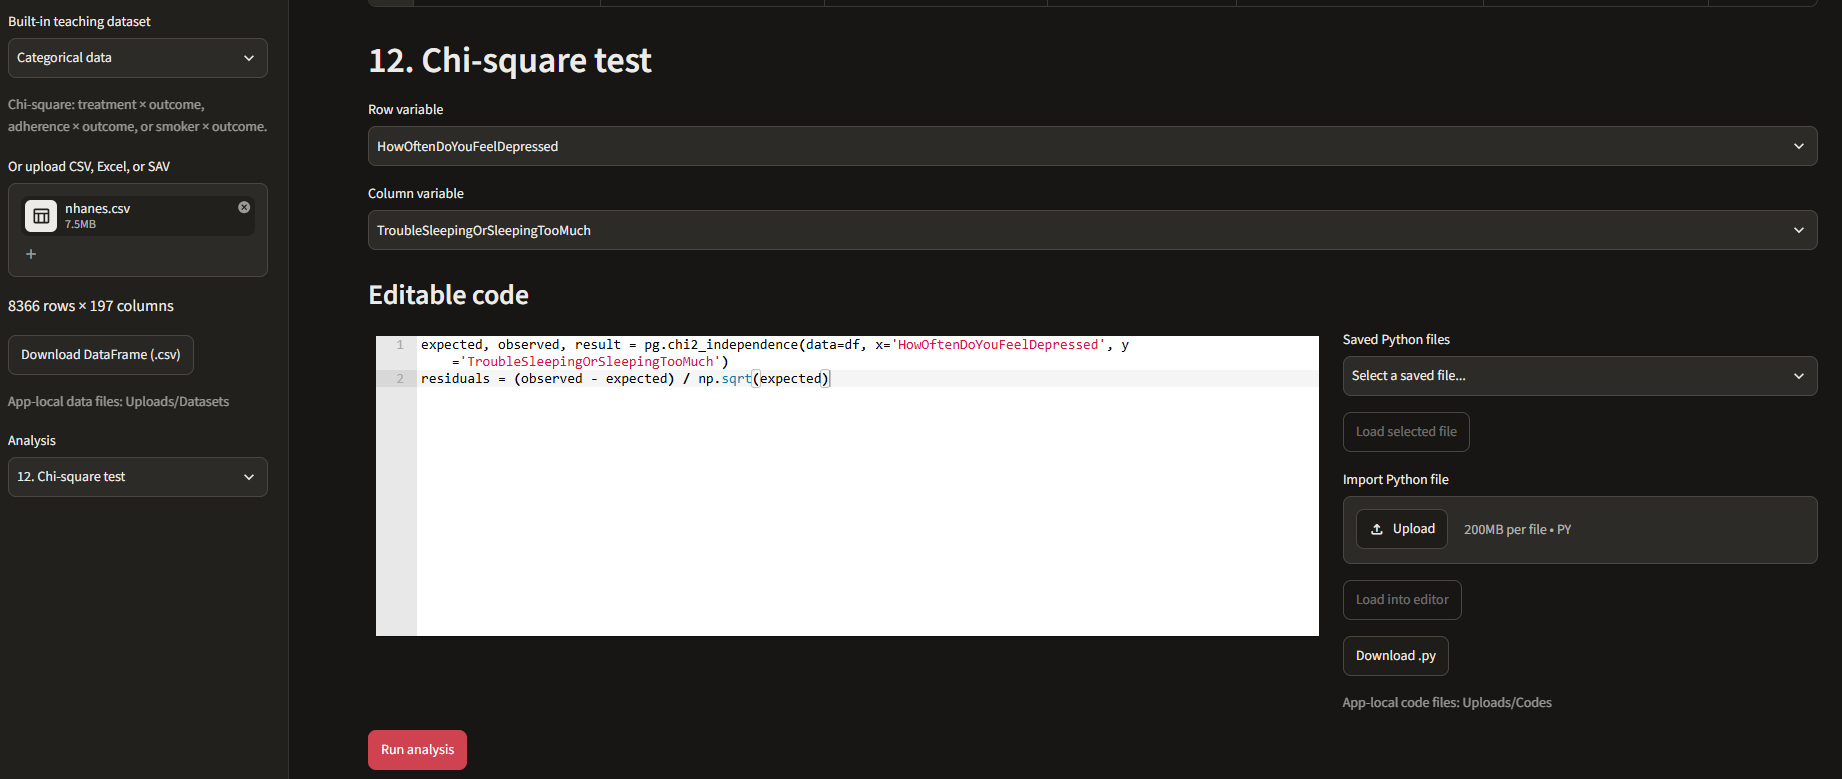 Built-in teaching dataset
Categorical data
Chi-square: treatment × outcome,
adherence × outcome, or smoker × outcome.
Or upload CSV, Excel, or SAV
nhanes.csv
7.5MB
8366 rows × 197 columns
Download DataFrame (.csv)
App-local data files: Uploads/Datasets
Analysis
12. Chi-square test
12. Chi-square test
Row variable
HowOftenDoYouFeelDepressed
Column variable
TroubleSleepingOrSleepingTooMuch
Editable code
1 expected, observed, result = pg.chi2_independence(data=df, x='HowOftenDoYouFeelDepressed', y
='TroubleSleepingOrSleepingTooMuch')
2 residuals = (observed - expected) / np.sqrt(expected)
Saved Python files
Select a saved file...
Load selected file
Import Python file
Upload 200MB per file • PY
Load into editor
Download .py
App-local code files: Uploads/Codes
Run analysis